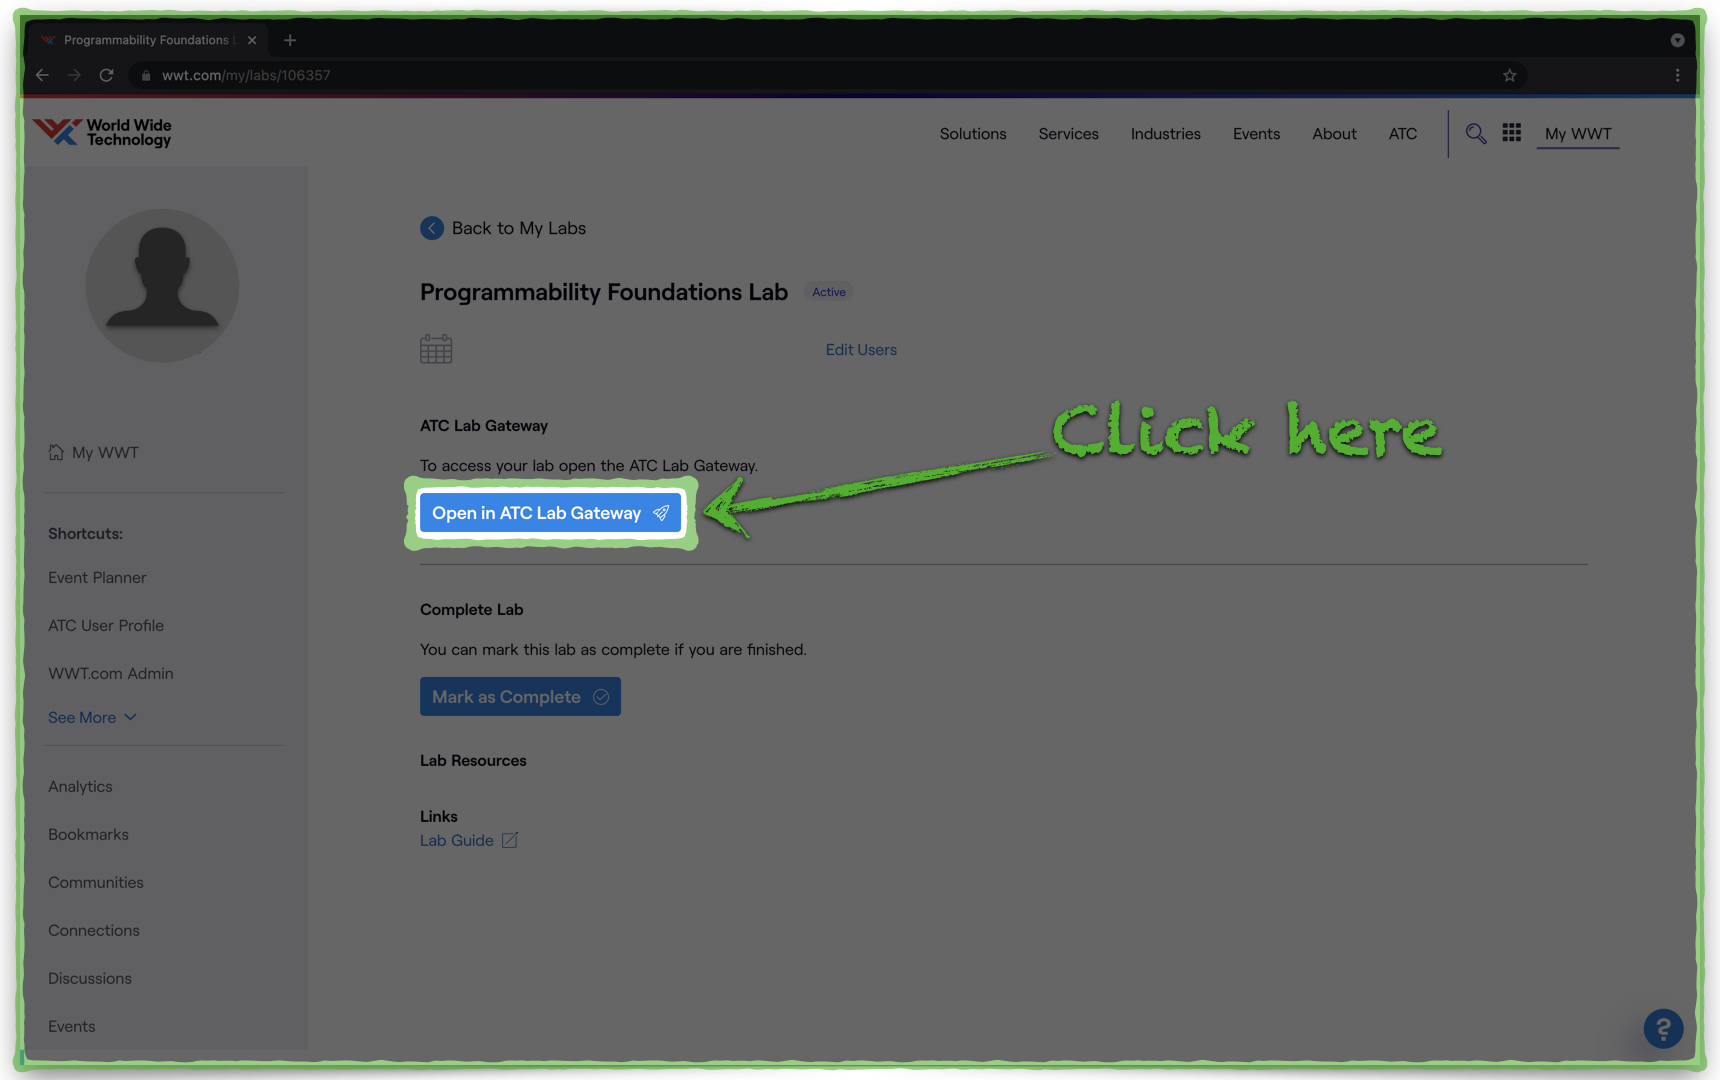 Programmability Foundations L
wwt.com/my/labs/106357
World Wide
Technology
Solutions
Services
Industries
Events
About
ATC
My WWT
Back to My Labs
Programmability Foundations Lab
Active
Edit Users
ATC Lab Gateway
To access your lab open the ATC Lab Gateway.
Open in ATC Lab Gateway
Click here
Complete Lab
You can mark this lab as complete if you are finished.
Mark as Complete
Lab Resources
Links
Lab Guide
My WWT
Shortcuts:
Event Planner
ATC User Profile
WWT.com Admin
See More
Analytics
Bookmarks
Communities
Connections
Discussions
Events
?